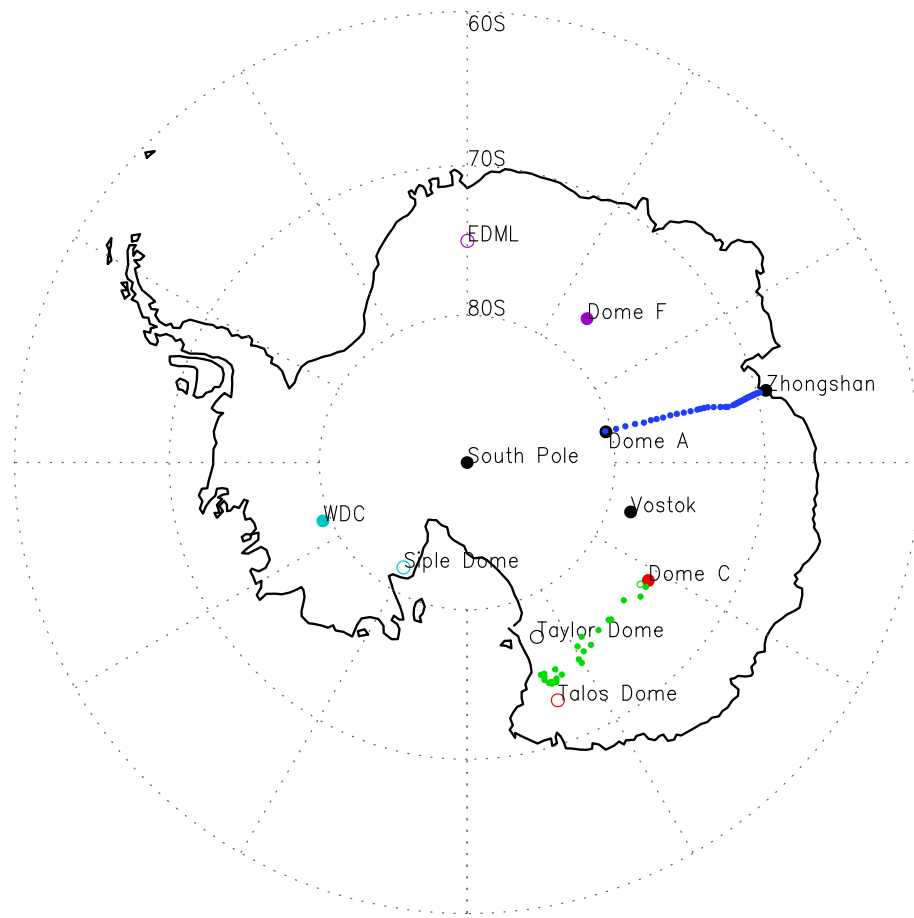 60S
70S
EDML
80S
Dome F
Zhongshan
Dome A
South Pole
Vostok
WDC
Siple Dome
Dome C
Taylor Dome
Talos Dome